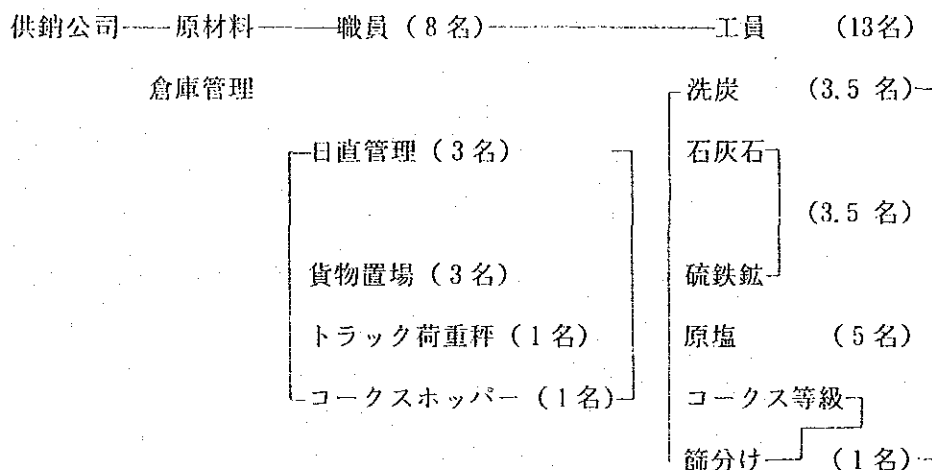 供銷公司 原材料 職員（8名） 工員 （13名）
倉庫管理 洗炭 （3.5 名）
日直管理（3名） 石灰石
（3.5 名）
貨物置場（3名） 硫鉄鉱
トラック荷重秤（1名） 原塩 （5名）
コークスホッパー（1名） コークス等級
篩分け （1名）